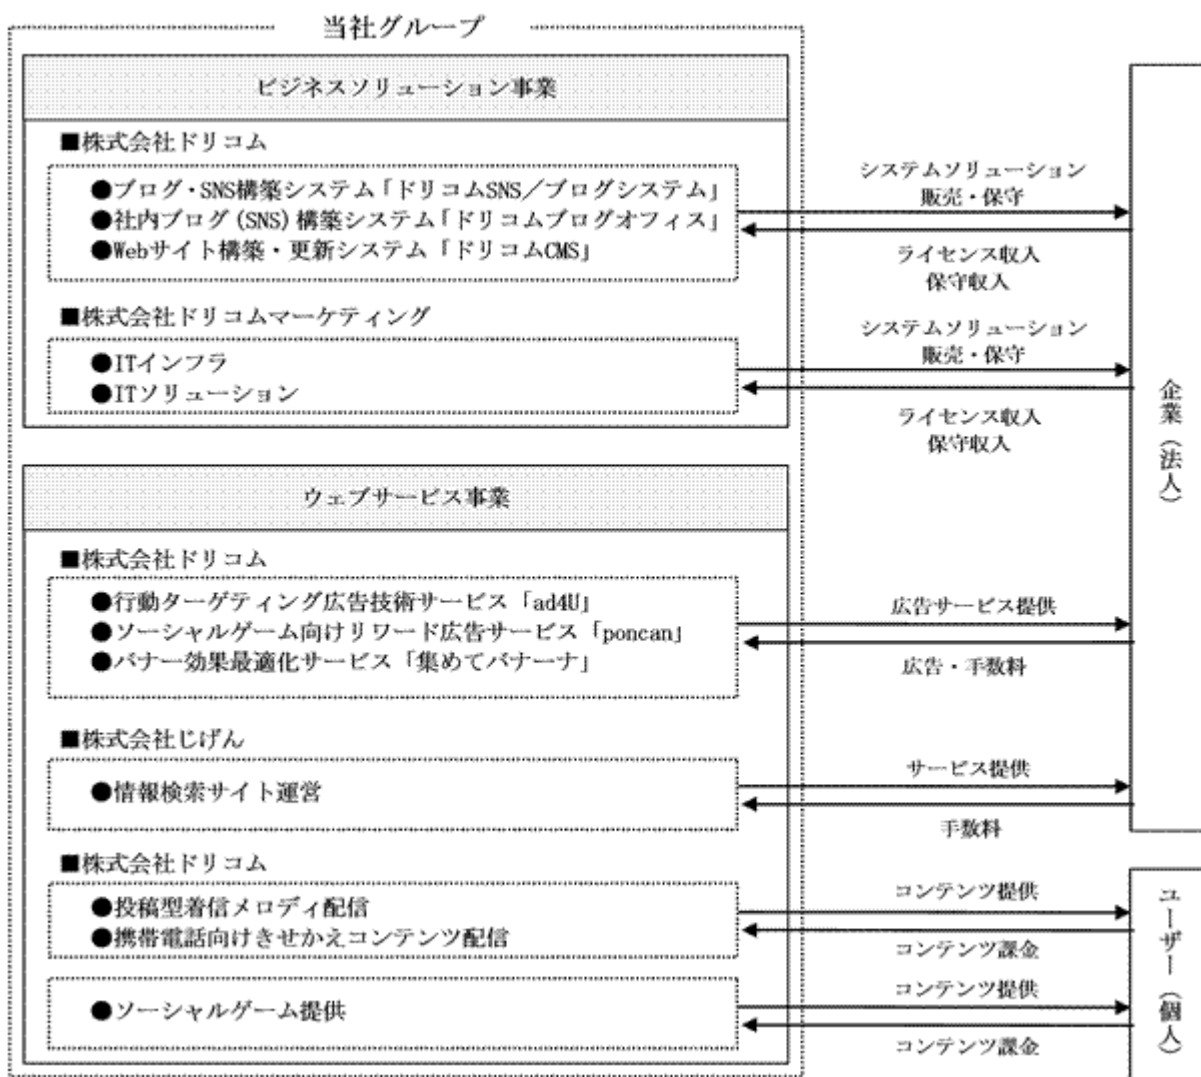 当社グループ
ビジネスソリューション事業
■株式会社ドリコム
●ブログ・SNS構築システム「ドリコムSNS／ブログシステム」
●社内ブログ(SNS)構築システム「ドリコムブログオフィス」
●Webサイト構築・更新システム「ドリコムCMS」
システムソリューション
販売・保守
ライセンス収入
保守収入
■株式会社ドリコムマーケティング
●ITインフラ
●ITソリューション
システムソリューション
販売・保守
ライセンス収入
保守収入
企業（法人）
ウェブサービス事業
■株式会社ドリコム
●行動ターゲティング広告技術サービス「ad4U」
●ソーシャルゲーム向けリワード広告サービス「poncan」
●バナー効果最適化サービス「集めてバナーナ」
広告サービス提供
広告・手数料
■株式会社じげん
●情報検索サイト運営
サービス提供
手数料
■株式会社ドリコム
●投稿型着信メロディ配信
●携帯電話向けきせかえコンテンツ配信
コンテンツ提供
コンテンツ課金
●ソーシャルゲーム提供
コンテンツ提供
コンテンツ課金
ユーザー（個人）